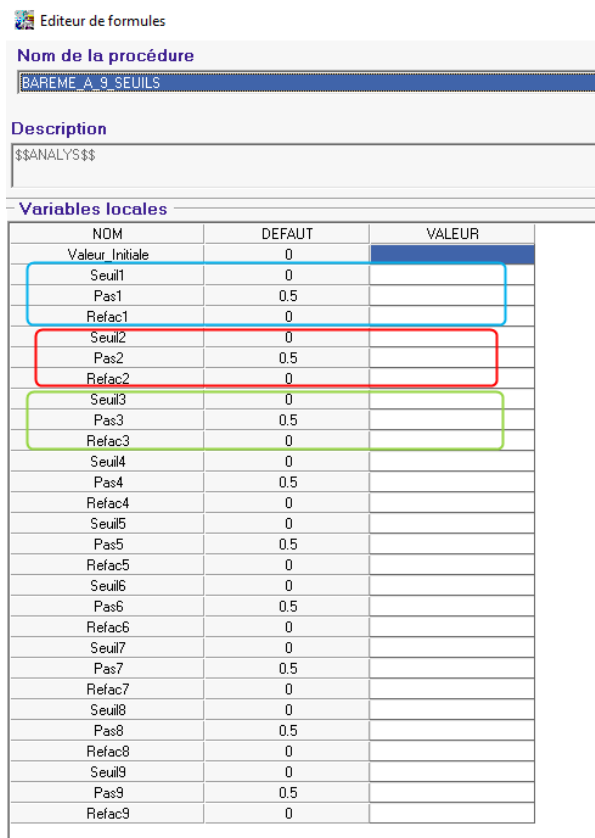 Editeur de formules
Nom de la procédure
BAREME_A_9_SEUILS
Description
$$ANALYS$$
Variables locales
NOM DEFAUT VALEUR
Valeur_Initiale 0
Seuil1 0
Pas1 0.5
Refac1 0
Seuil2 0
Pas2 0.5
Refac2 0
Seuil3 0
Pas3 0.5
Refac3 0
Seuil4 0
Pas4 0.5
Refac4 0
Seuil5 0
Pas5 0.5
Refac5 0
Seuil6 0
Pas6 0.5
Refac6 0
Seuil7 0
Pas7 0.5
Refac7 0
Seuil8 0
Pas8 0.5
Refac8 0
Seuil9 0
Pas9 0.5
Refac9 0